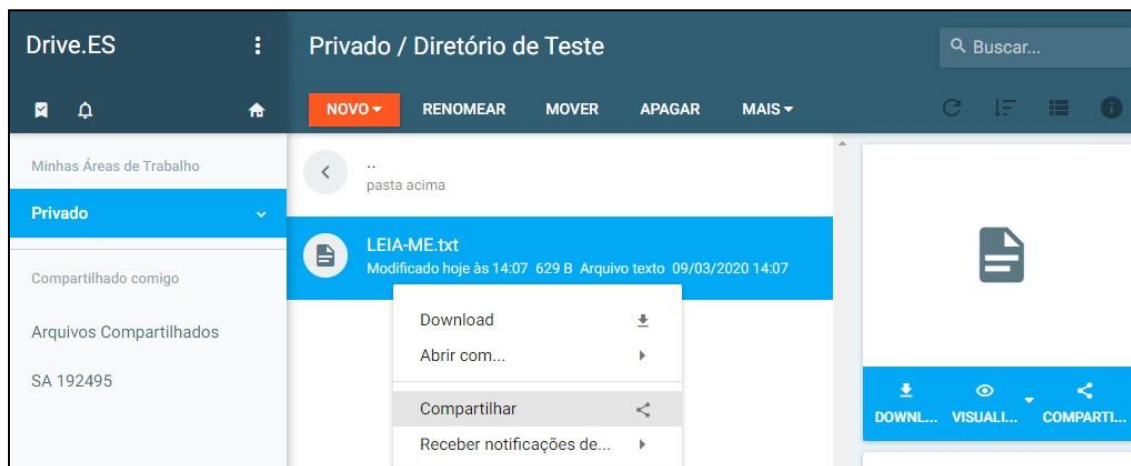 Drive.ES
Privado / Diretório de Teste
Buscar...
NOVO RENOMEAR MOVER APAGAR MAIS
Minhas Áreas de Trabalho
Privado
Compartilhado comigo
Arquivos Compartilhados
SA 192495
..
pasta acima
LEIA-ME.txt
Modificado hoje às 14:07 629 B Arquivo texto 09/03/2020 14:07
Download
Abrir com...
Compartilhar
Receber notificações de...
DOWNL... VISUALI... COMPARTI...